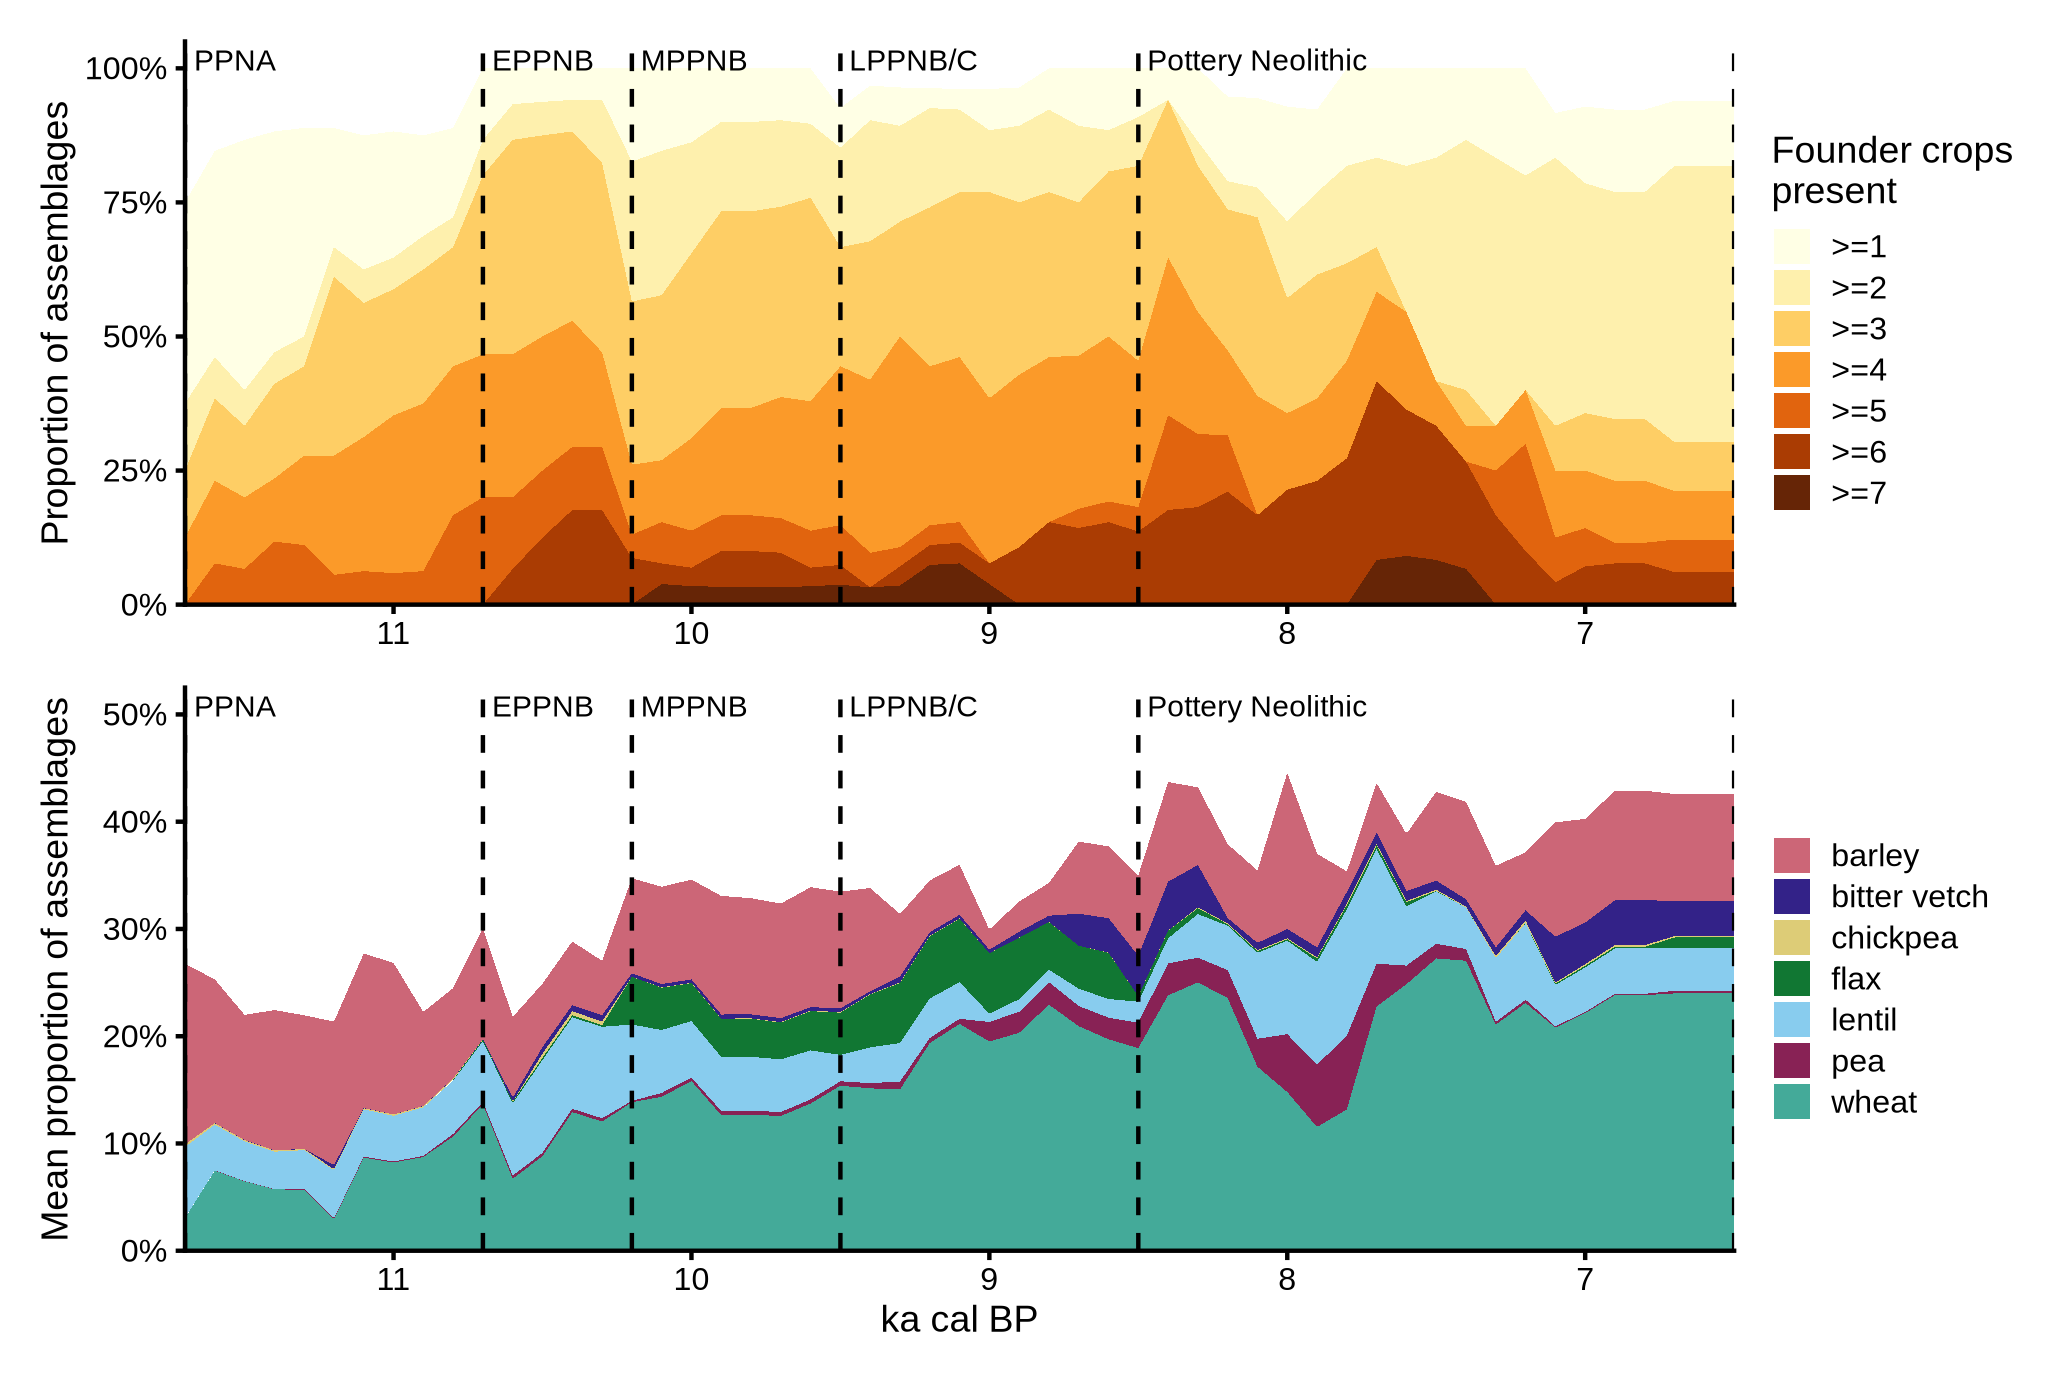 PPNA
EPPNB
MPPNB
LPPNB/C
Pottery Neolithic
100%
75%
50%
25%
0%
Proportion of assemblages
11
10
9
8
7
Founder crops
present
>=1
>=2
>=3
>=4
>=5
>=6
>=7
PPNA
EPPNB
MPPNB
LPPNB/C
Pottery Neolithic
50%
40%
30%
20%
10%
0%
Mean proportion of assemblages
11
10
9
8
7
ka cal BP
barley
bitter vetch
chickpea
flax
lentil
pea
wheat